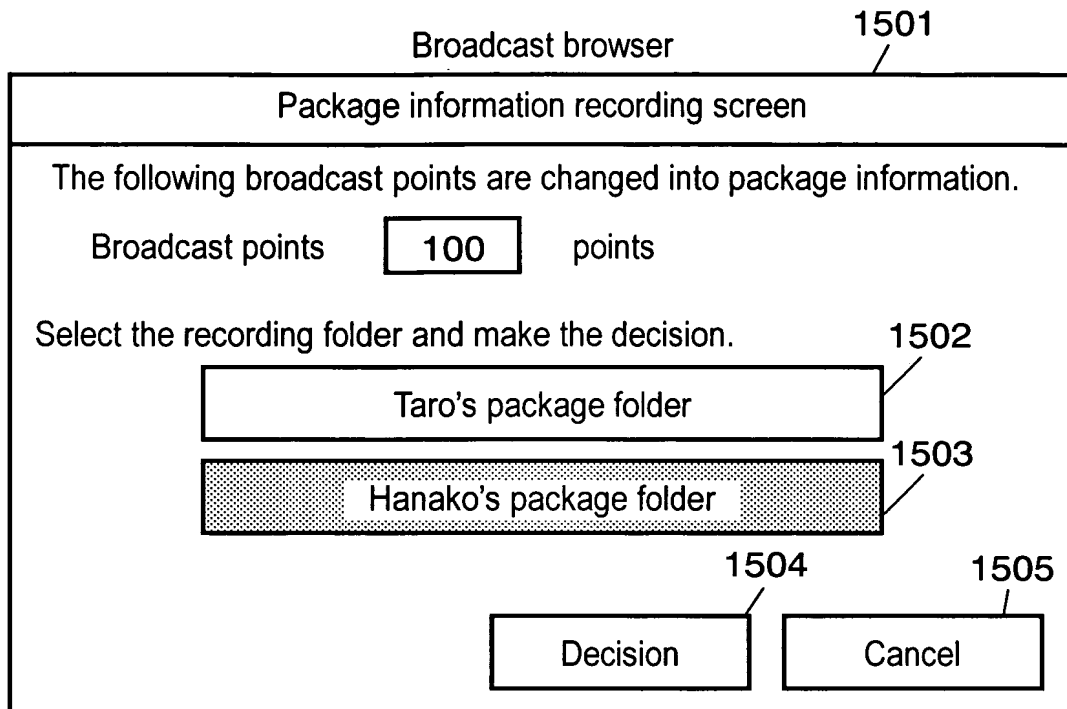 1501
Broadcast browser
Package information recording screen
The following broadcast points are changed into package information.
Broadcast points 100 points
Select the recording folder and make the decision.
1502
Taro's package folder
1503
Hanako's package folder
1504 1505
Decision Cancel